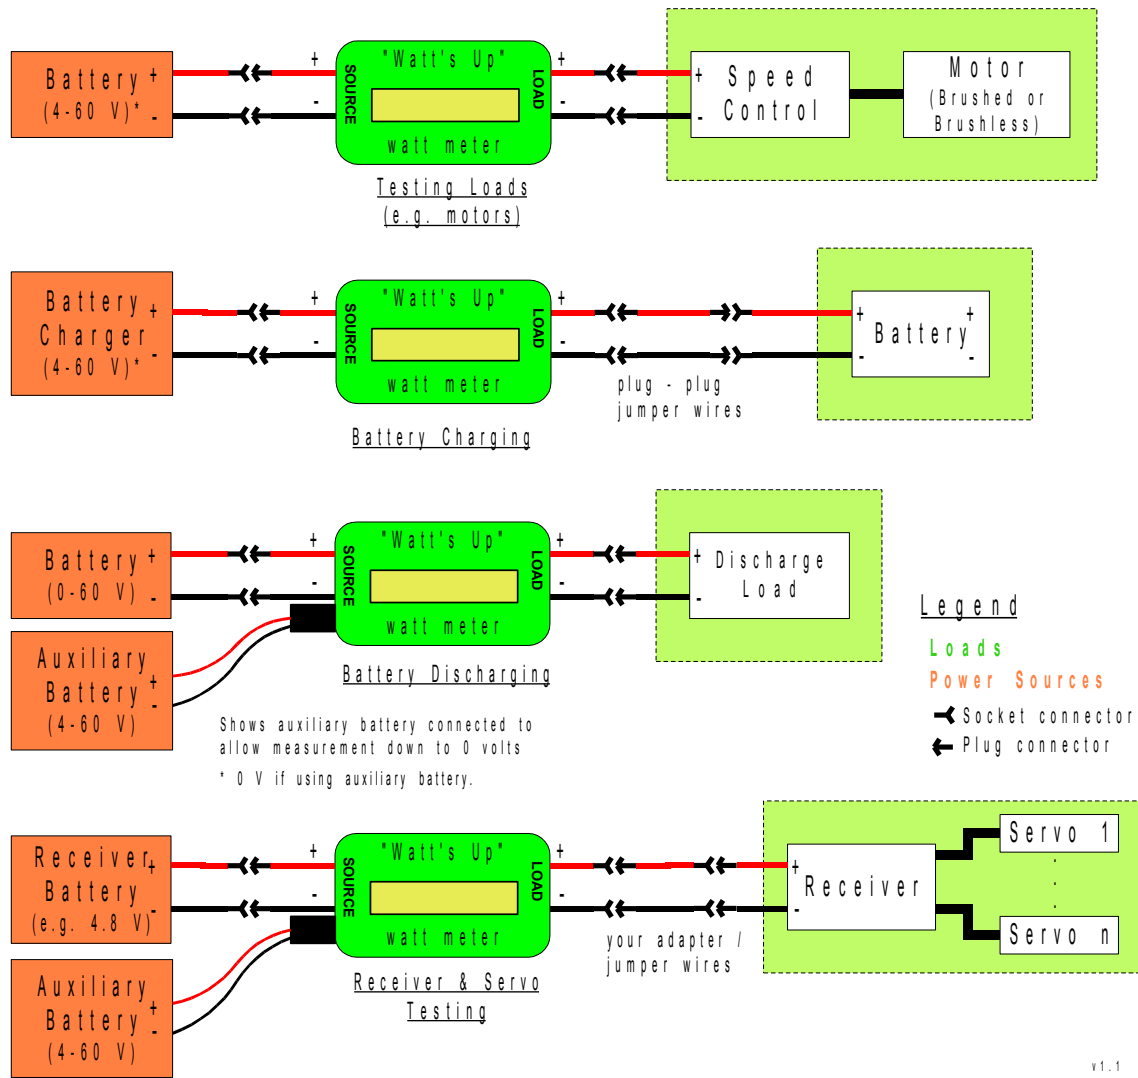 Battery +
(4-60 V)* -
+
-
SOURCE
"Watt's Up"
watt meter
LOAD
+
-
+
-
Speed
Control
Motor
(Brushed or
Brushless)
Testing Loads
(e.g. motors)
Battery +
Charger
(4-60 V)* -
+
-
SOURCE
"Watt's Up"
watt meter
LOAD
+
-
plug - plug
jumper wires
+ +
Battery
- -
Battery Charging
Battery +
(0-60 V) -
+
-
SOURCE
"Watt's Up"
watt meter
LOAD
+
-
+
-
Discharge
Load
Auxiliary
Battery +
(4-60 V) -
Battery Discharging
Shows auxiliary battery connected to
allow measurement down to 0 volts
* 0 V if using auxiliary battery.
Legend
Loads
Power Sources
Socket connector
Plug connector
Receiver +
Battery
(e.g. 4.8 V) -
+
-
SOURCE
"Watt's Up"
watt meter
LOAD
+
-
your adapter /
jumper wires
+
-
Receiver
Servo 1
.
.
.
Servo n
Auxiliary
Battery +
(4-60 V) -
Receiver & Servo
Testing
v1.1